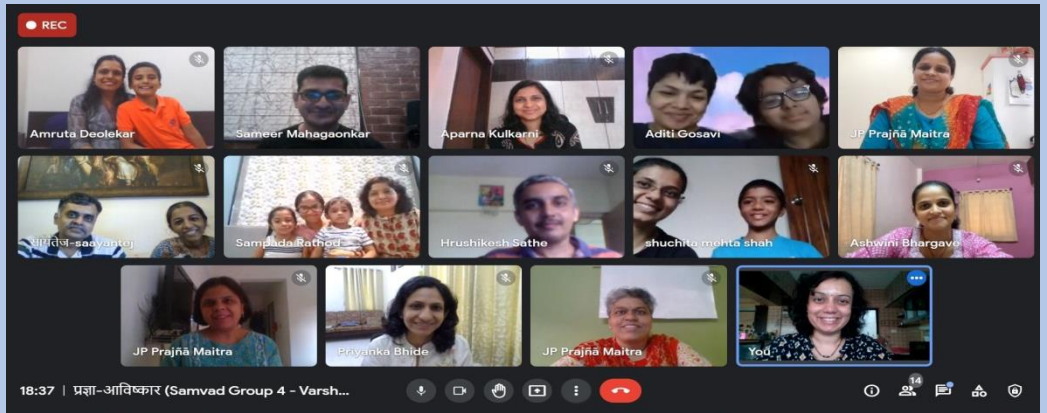 REC
Amruta Deolekar
Sameer Mahagaonkar
Aparna Kulkarni
Aditi Gosavi
JP Prajñā Maitra
सायंतेज-saayantej
Sampada Rathod
Hrushikesh Sathe
shuchita mehta shah
Ashwini Bhargave
JP Prajñā Maitra
Priyanka Bhide
JP Prajñā Maitra
You
18:37 | प्रज्ञा-आविष्कार (Samvad Group 4 - Varsh...
14